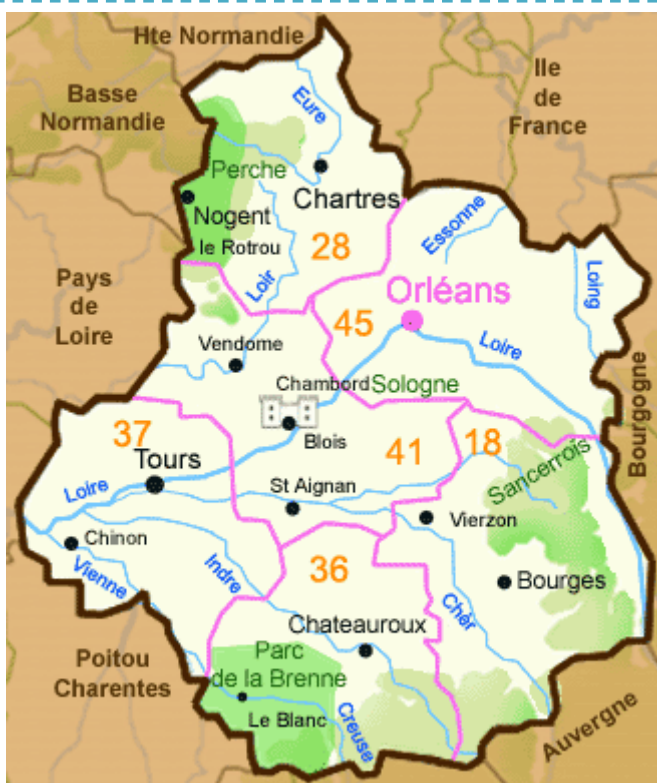 Hte Normandie
Ile
de
France
Basse
Normandie
Eure
Perche
Chartres
Nogent
le Rotrou
28
Essonne
Loing
Pays
de
Loire
Loir
Orléans
45
Vendome
Loire
Chambord
Sologne
Bourgogne
37
Blois
41
18
Tours
Sancerrois
Loire
St Aignan
Vierzon
Chinon
Vienne
Indre
36
Bourges
Chèr
Chateauroux
Poitou
Charentes
Parc
de la Brenne
Le Blanc
Creuse
Auvergne